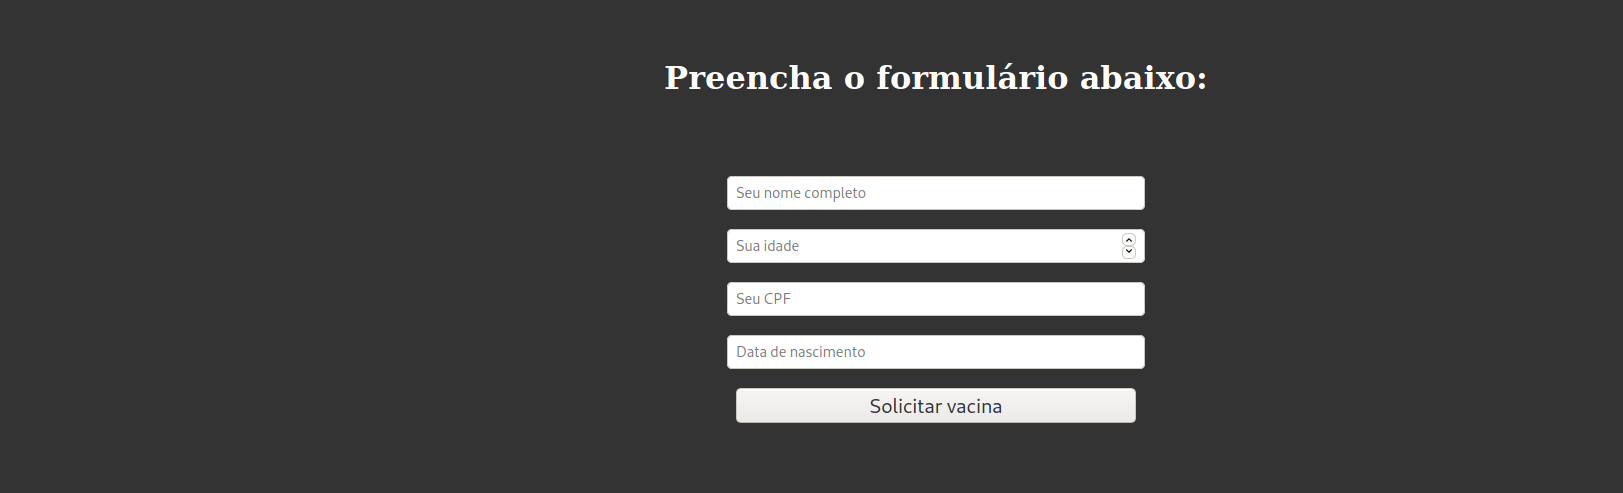 Preencha o formulário abaixo:
Seu nome completo
Sua idade
Seu CPF
Data de nascimento
Solicitar vacina